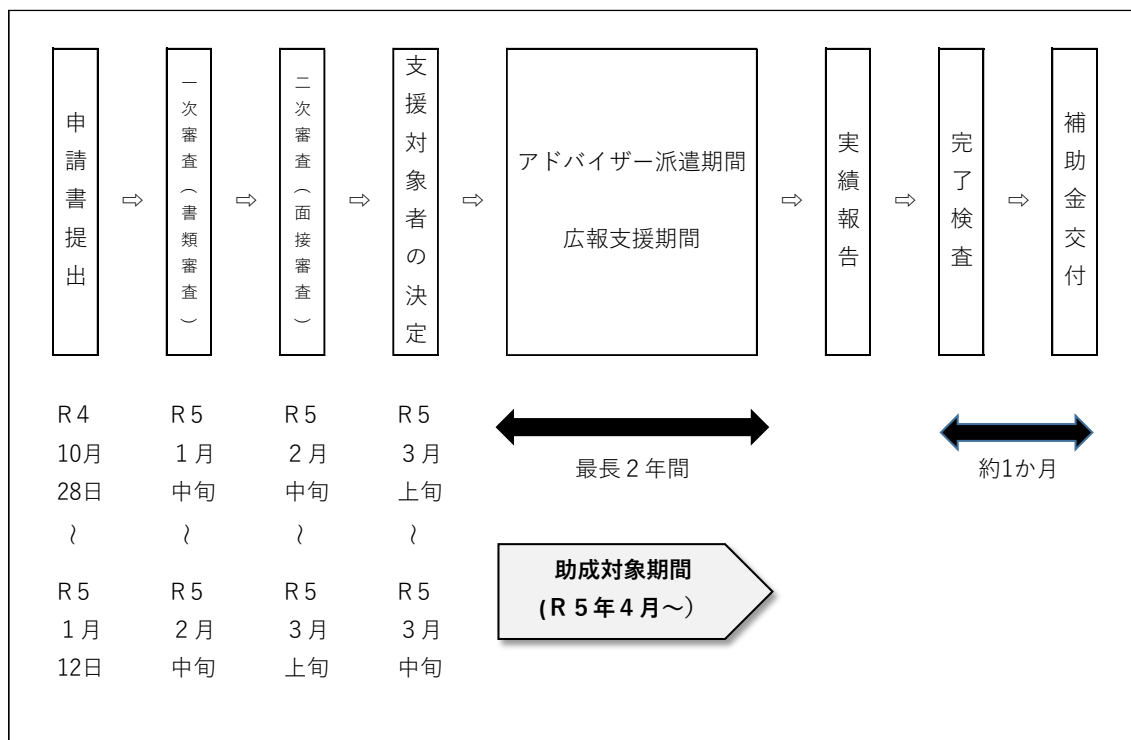 申請書提出
⇨
一次審査（書類審査）
⇨
二次審査（面接審査）
⇨
支援対象者の決定
⇨
アドバイザー派遣期間
広報支援期間
⇨
実績報告
⇨
完了検査
⇨
補助金交付
R４
10月
28日
～
R５
１月
12日
R５
１月
中旬
～
R５
２月
中旬
R５
２月
中旬
～
R５
３月
上旬
R５
３月
上旬
～
R５
３月
中旬
最長２年間
約1か月
助成対象期間
(R５年４月～）